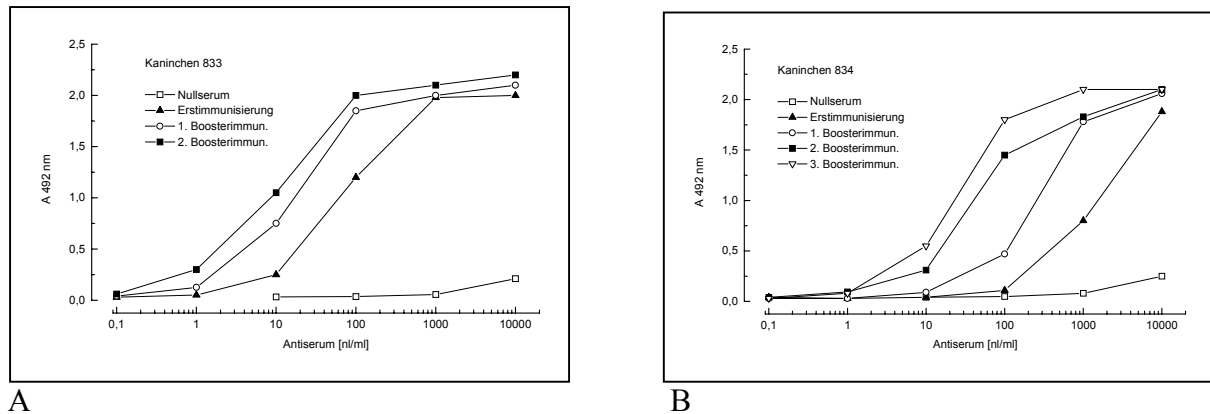 2,5
2,0
1,5
1,0
0,5
0,0
A 492 nm
Kaninchen 833
Nullserum
Erstimmunisierung
1. Boosterimmun.
2. Boosterimmun.
0,1 1 10 100 1000 10000
Antiserum [nl/ml]
A
2,5
2,0
1,5
1,0
0,5
0,0
A 492 nm
Kaninchen 834
Nullserum
Erstimmunisierung
1. Boosterimmun.
2. Boosterimmun.
3. Boosterimmun.
0,1 1 10 100 1000 10000
Antiserum [nl/ml]
B